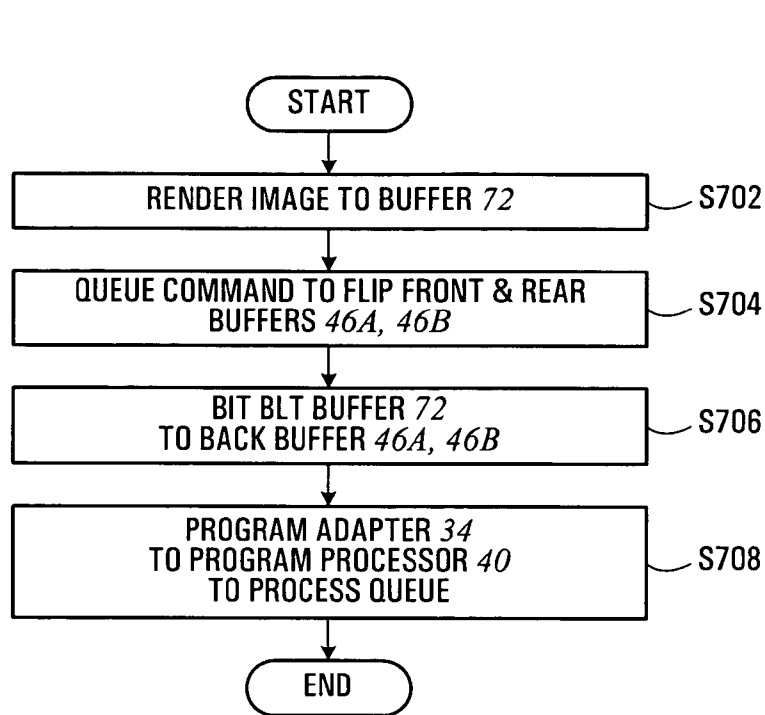 START
RENDER IMAGE TO BUFFER 72
S702
QUEUE COMMAND TO FLIP FRONT & REAR
BUFFERS 46A, 46B
S704
BIT BLT BUFFER 72
TO BACK BUFFER 46A, 46B
S706
PROGRAM ADAPTER 34
TO PROGRAM PROCESSOR 40
TO PROCESS QUEUE
S708
END